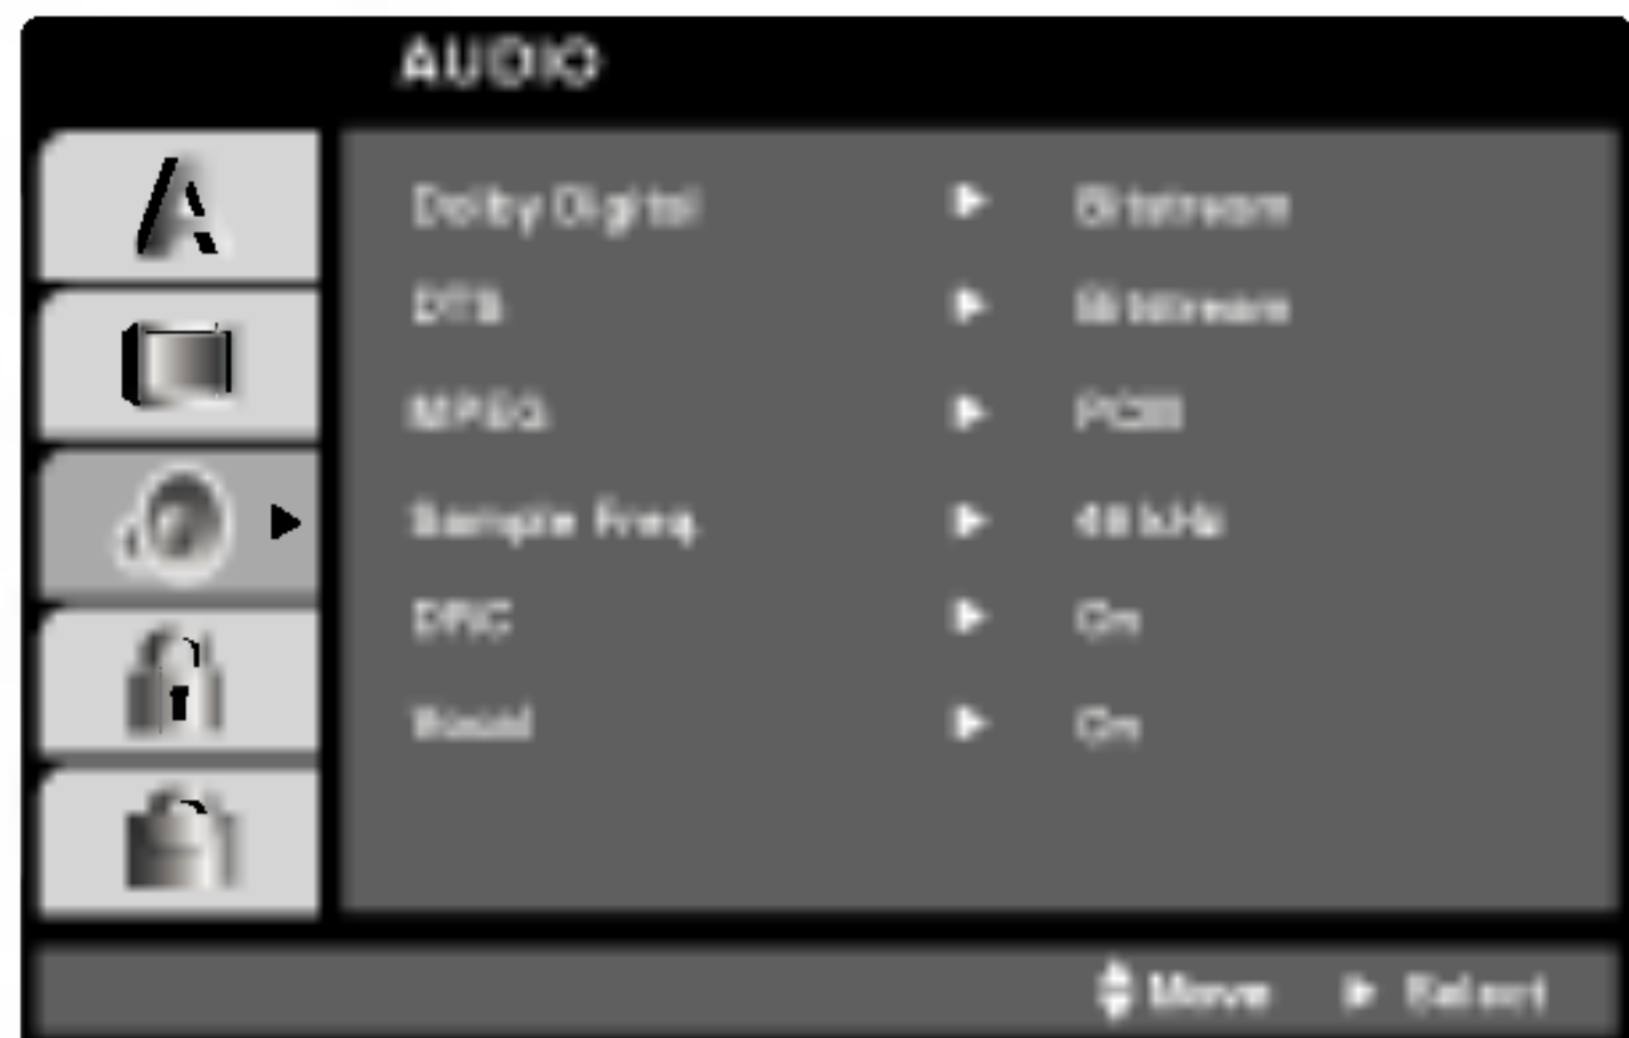 AUDIO
Dolby Digital ► Bitstream
DTS ► Bitstream
MPEG ► PCM
Sample Freq. ► 48 kHz
DRC ► On
Vocal ► On
Move ► Select